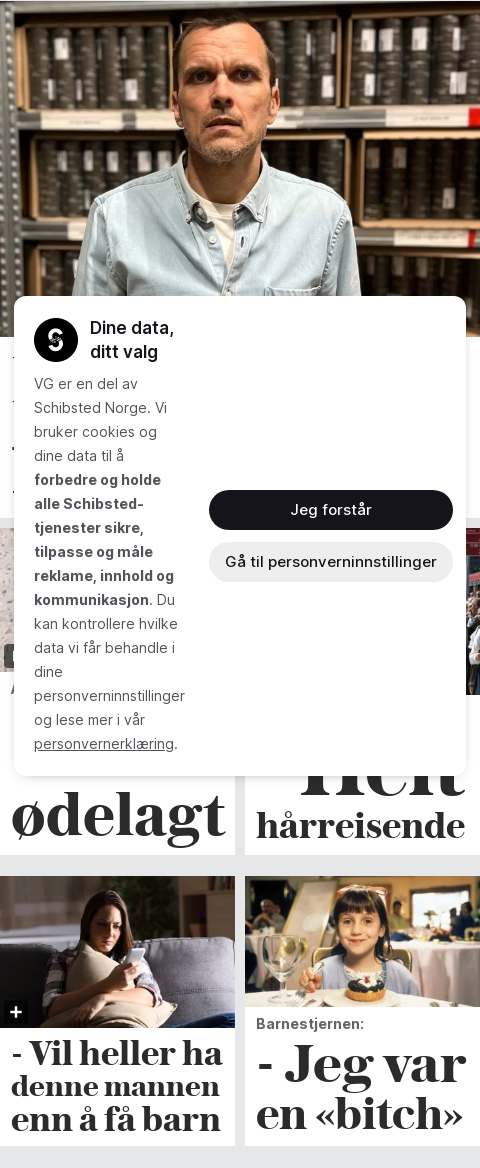 Dine data,
ditt valg
VG er en del av
Schibsted Norge. Vi
bruker cookies og
dine data til å
forbedre og holde
alle Schibsted-
tjenester sikre,
tilpasse og måle
reklame, innhold og
kommunikasjon. Du
kan kontrollere hvilke
data vi får behandle i
dine
personverninnstillinger
og lese mer i vår
personvernerklæring.
Jeg forstår
Gå til personverninnstillinger
ødelagt
helt
hårreisende
- Vil heller ha
denne mannen
enn å få barn
Barnestjernen:
- Jeg var
en «bitch»